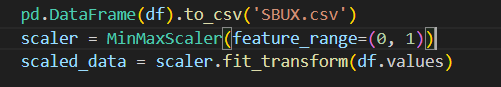 pd.DataFrame(df).to_csv('SBUX.csv')
scaler = MinMaxScaler(feature_range=(0, 1))
scaled_data = scaler.fit_transform(df.values)